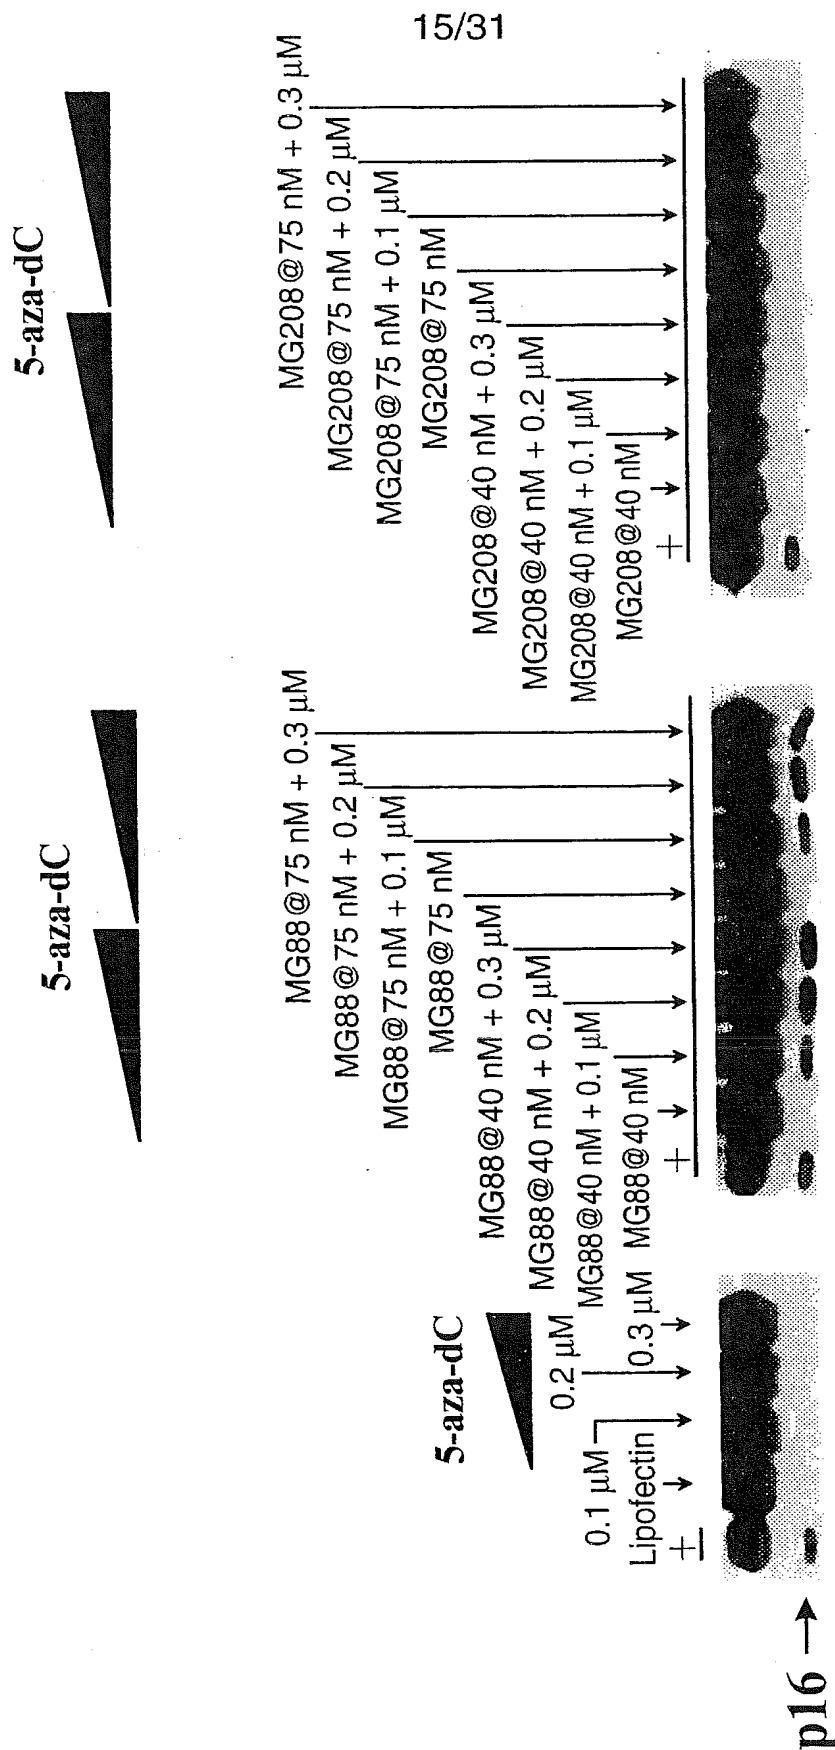 15/31
5-aza-dC
0.1 μM
0.2 μM
0.3 μM
Lipofectin
+
5-aza-dC
MG88@75 nM + 0.3 μM
MG88@75 nM + 0.2 μM
MG88@75 nM + 0.1 μM
MG88@75 nM
MG88@40 nM + 0.3 μM
MG88@40 nM + 0.2 μM
MG88@40 nM + 0.1 μM
MG88@40 nM
+
5-aza-dC
MG208@75 nM + 0.3 μM
MG208@75 nM + 0.2 μM
MG208@75 nM + 0.1 μM
MG208@75 nM
MG208@40 nM + 0.3 μM
MG208@40 nM + 0.2 μM
MG208@40 nM + 0.1 μM
MG208@40 nM
+
p16